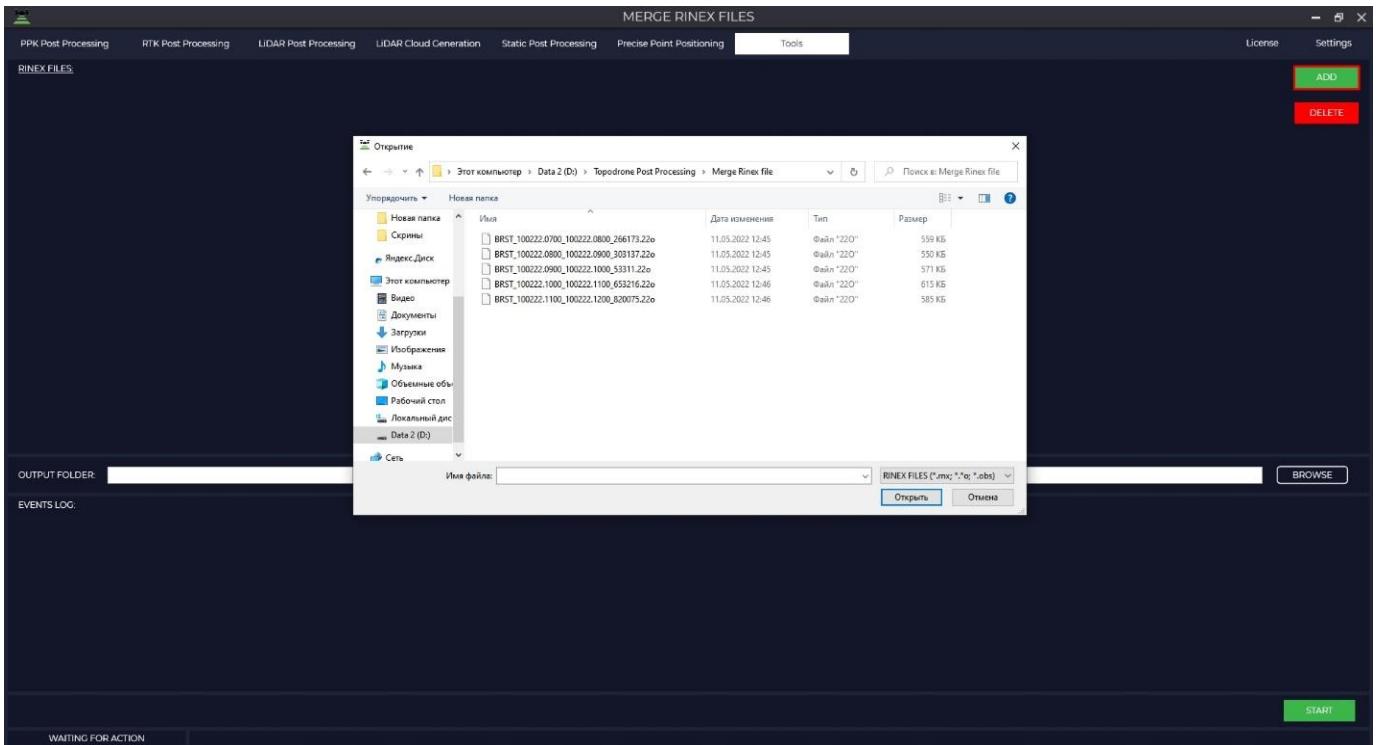 MERGE RINEX FILES
PPK Post Processing RTK Post Processing LiDAR Post Processing LiDAR Cloud Generation Static Post Processing Precise Point Positioning Tools License Settings
RINEX FILES:
ADD
DELETE
Открытие
Этот компьютер › Data 2 (D:) › Topodrone Post Processing › Merge Rinex file
Поиск в: Merge Rinex file
Упорядочить Новая папка
Новая папка
Скрины
Яндекс.Диск
Этот компьютер
Видео
Документы
Загрузки
Изображения
Музыка
Объемные объ
Рабочий стол
Локальный дис
Data 2 (D:)
Сеть
Имя Дата изменения Тип Размер
BRST_100222.0700_100222.0800_266173.22o 11.05.2022 12:45 Файл "22O" 559 КБ
BRST_100222.0800_100222.0900_303137.22o 11.05.2022 12:45 Файл "22O" 550 КБ
BRST_100222.0900_100222.1000_53311.22o 11.05.2022 12:45 Файл "22O" 571 КБ
BRST_100222.1000_100222.1100_653216.22o 11.05.2022 12:46 Файл "22O" 615 КБ
BRST_100222.1100_100222.1200_820075.22o 11.05.2022 12:46 Файл "22O" 585 КБ
Имя файла: RINEX FILES (*.rnx; *.*o; *.obs)
Открыть Отмена
OUTPUT FOLDER: BROWSE
EVENTS LOG:
START
WAITING FOR ACTION